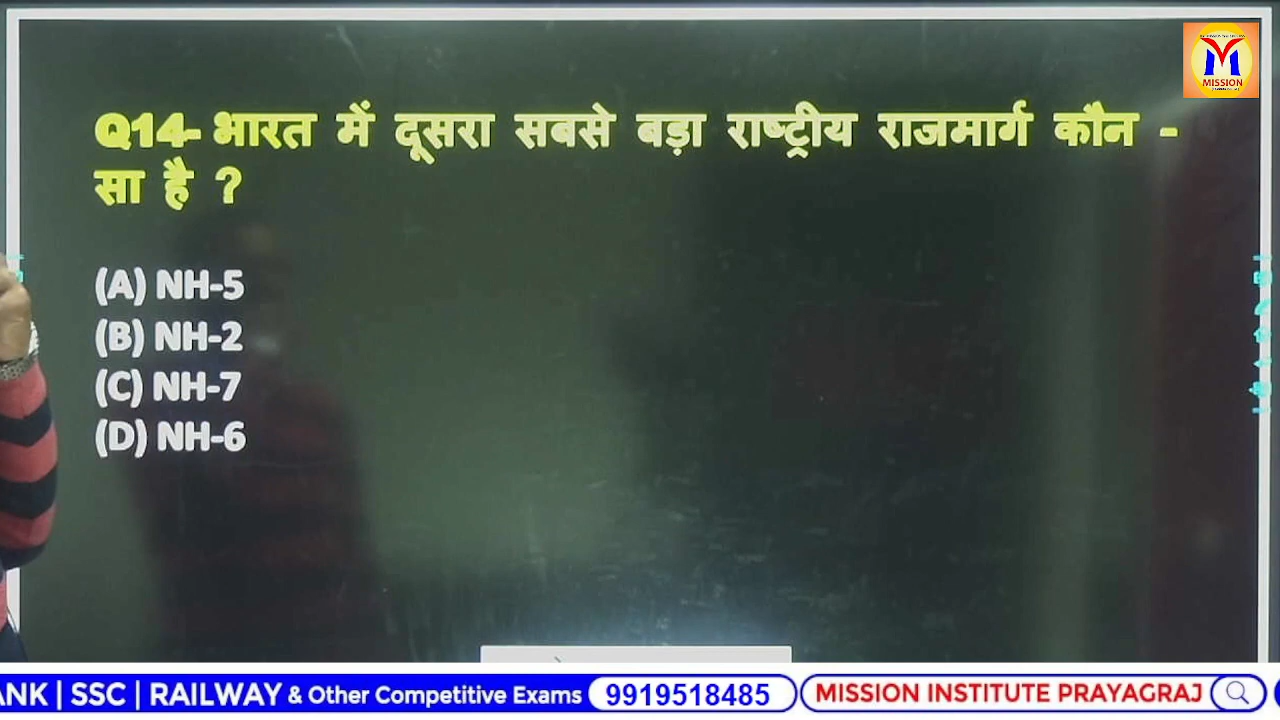 MISSION
Q14- भारत में दूसरा सबसे बड़ा राष्ट्रीय राजमार्ग कौन -
सा है ?
(A) NH-5
(B) NH-2
(C) NH-7
(D) NH-6
ANK | SSC | RAILWAY & Other Competitive Exams 9919518485 MISSION INSTITUTE PRAYAGRAJ